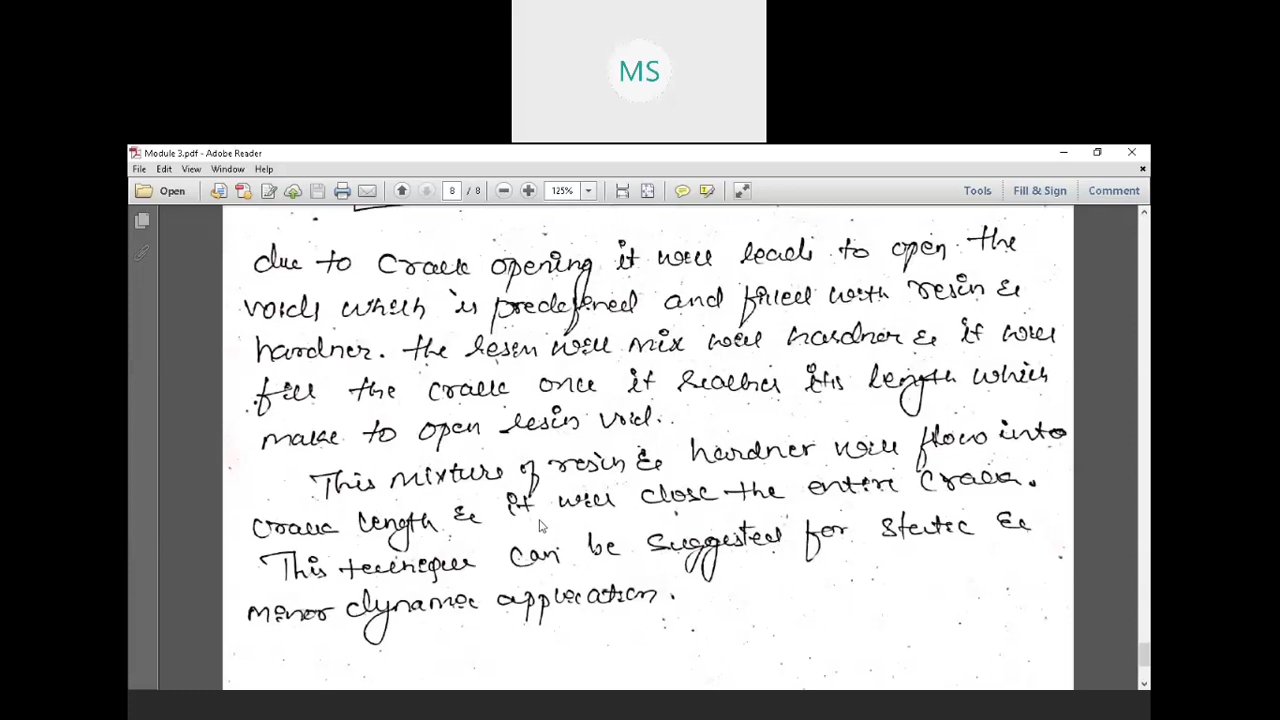 MS
Module 3.pdf - Adobe Reader
File Edit View Window Help
Open 8 / 8 125% Tools Fill & Sign Comment
due to crack opening it will leads to open the
voids which is predefined and filled with resin &
hardner. the resin will mix will hardner & it will
fill the crack once it reaches its length which
make to open resin void.
This mixture of resin & hardner will flow into
crack length & it will close the entire crack.
This technique can be suggested for static &
minor dynamic application.